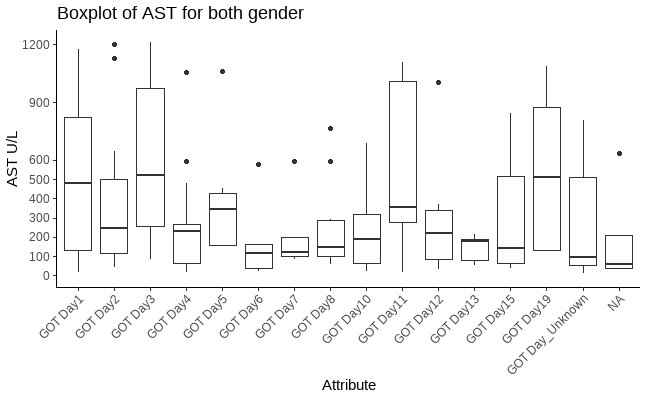 Boxplot of AST for both gender
AST U/L
1200
900
600
500
400
300
200
100
0
GOT Day1
GOT Day2
GOT Day3
GOT Day4
GOT Day5
GOT Day6
GOT Day7
GOT Day8
GOT Day10
GOT Day11
GOT Day12
GOT Day13
GOT Day15
GOT Day19
GOT Day_Unknown
NA
Attribute